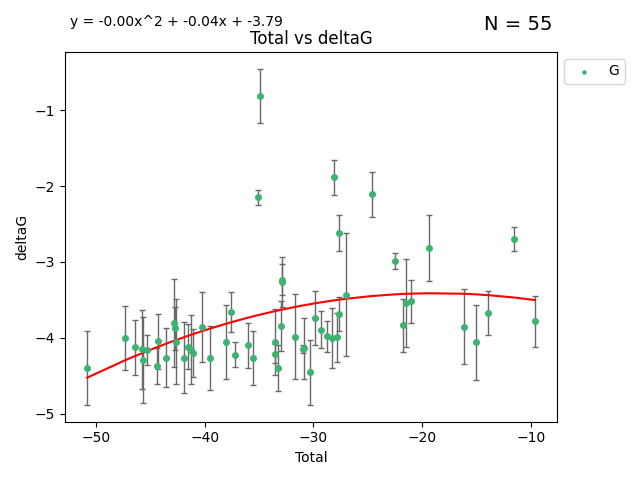 y = -0.00x^2 + -0.04x + -3.79
N = 55
Total vs deltaG
G
−1
−2
−3
−4
−5
deltaG
−50 −40 −30 −20 −10
Total